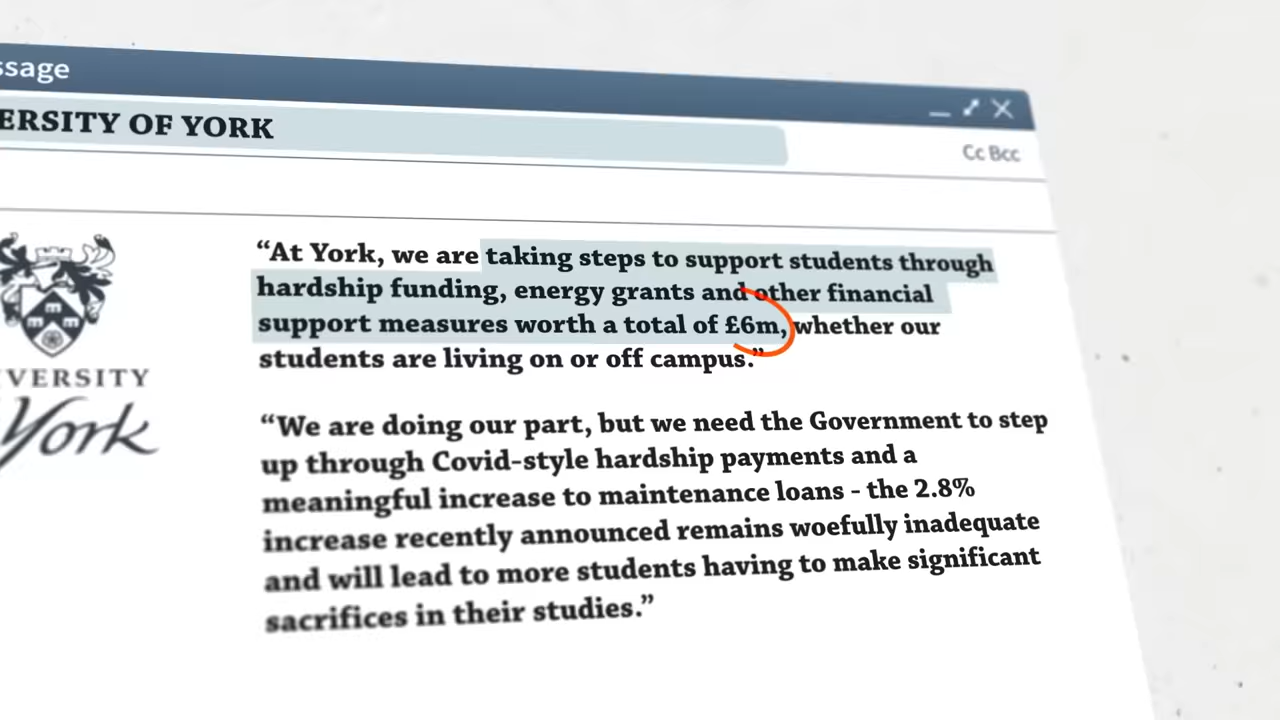 ssage
ERSITY OF YORK
Cc Bcc
“At York, we are taking steps to support students through
hardship funding, energy grants and other financial
support measures worth a total of £6m, whether our
students are living on or off campus.”
VERSITY
York
“We are doing our part, but we need the Government to step
up through Covid-style hardship payments and a
meaningful increase to maintenance loans - the 2.8%
increase recently announced remains woefully inadequate
and will lead to more students having to make significant
sacrifices in their studies.”